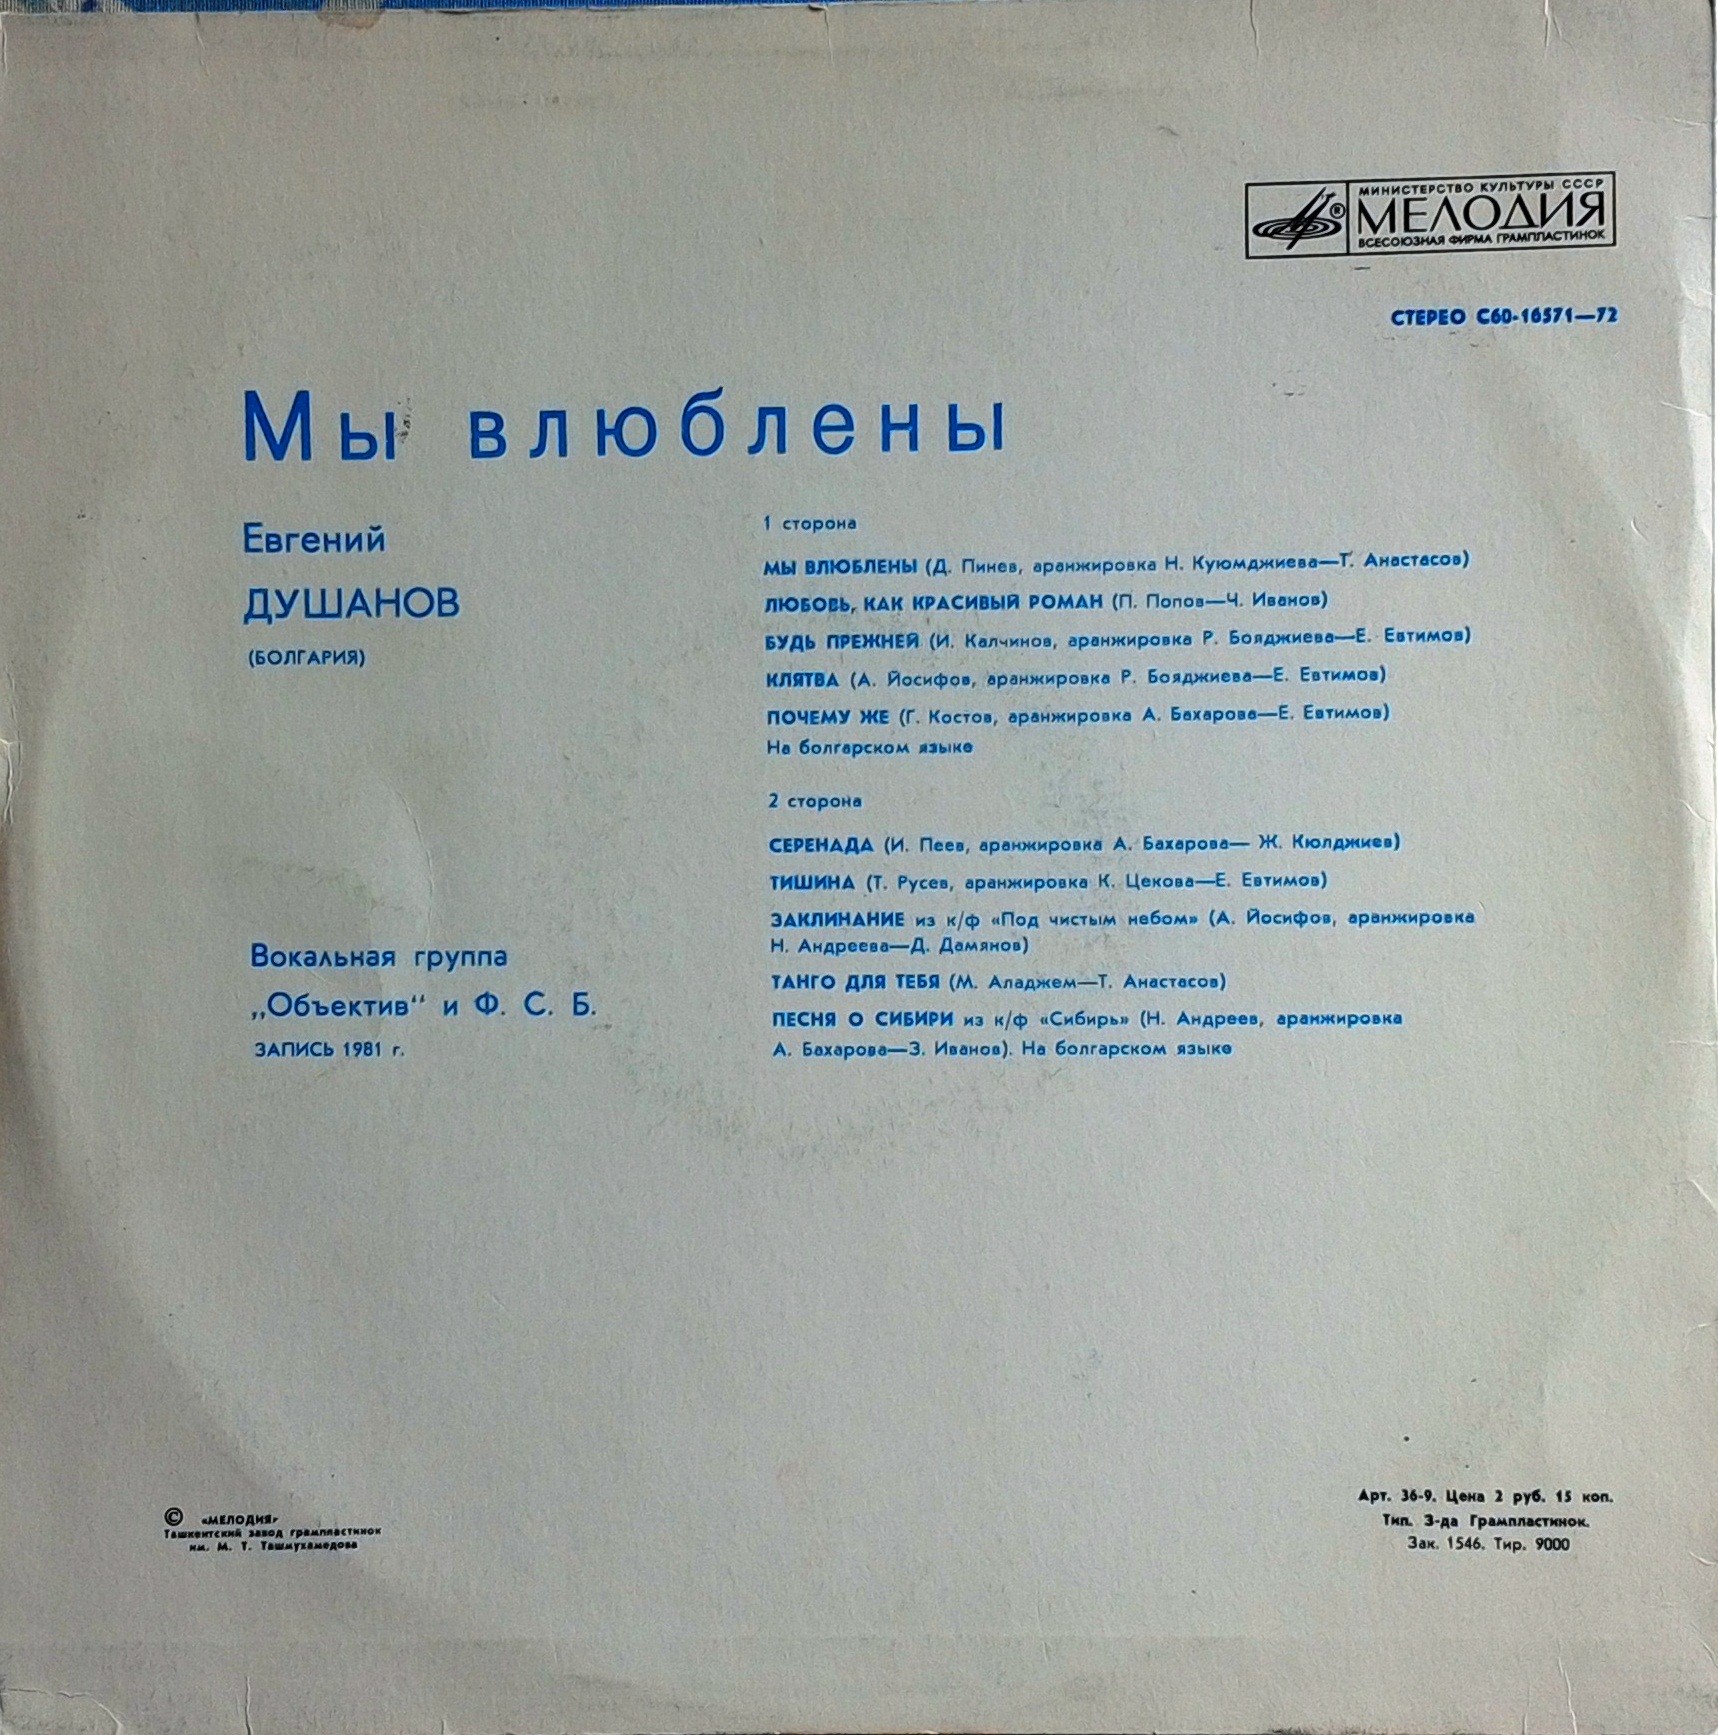 МИНИСТЕРСТВО КУЛЬТУРЫ СССР
МЕЛОДИЯ
ВСЕСОЮЗНАЯ ФИРМА ГРАМПЛАСТИНОК
®
СТЕРЕО С60-16571—72
Мы влюблены
Евгений
ДУШАНОВ
(БОЛГАРИЯ)
1 сторона
МЫ ВЛЮБЛЕНЫ (Д. Пинев, аранжировка Н. Куюмджиева—Т. Анастасов)
ЛЮБОВЬ, КАК КРАСИВЫЙ РОМАН (П. Попов—Ч. Иванов)
БУДЬ ПРЕЖНЕЙ (И. Калчинов, аранжировка Р. Бояджиева—Е. Евтимов)
КЛЯТВА (А. Йосифов, аранжировка Р. Бояджиева—Е. Евтимов)
ПОЧЕМУ ЖЕ (Г. Костов, аранжировка А. Бахарова—Е. Евтимов)
На болгарском языке
2 сторона
СЕРЕНАДА (И. Пеев, аранжировка А. Бахарова— Ж. Кюлджиев)
ТИШИНА (Т. Русев, аранжировка К. Цекова—Е. Евтимов)
ЗАКЛИНАНИЕ из к/ф «Под чистым небом» (А. Йосифов, аранжировка
Н. Андреева—Д. Дамянов)
ТАНГО ДЛЯ ТЕБЯ (М. Аладжем—Т. Анастасов)
ПЕСНЯ О СИБИРИ из к/ф «Сибирь» (Н. Андреев, аранжировка
А. Бахарова—З. Иванов). На болгарском языке
Вокальная группа
„Объектив“ и Ф. С. Б.
ЗАПИСЬ 1981 г.
© «МЕЛОДИЯ»
Ташкентский завод грампластинок
им. М. Т. Ташмухамедова
Арт. 36-9. Цена 2 руб. 15 коп.
Тип. З-да Грампластинок.
Зак. 1546. Тир. 9000